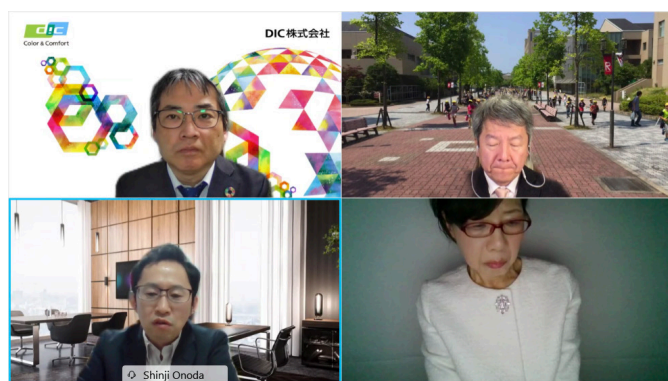 DIC
Color & Comfort
DIC株式会社
R
Shinji Onoda